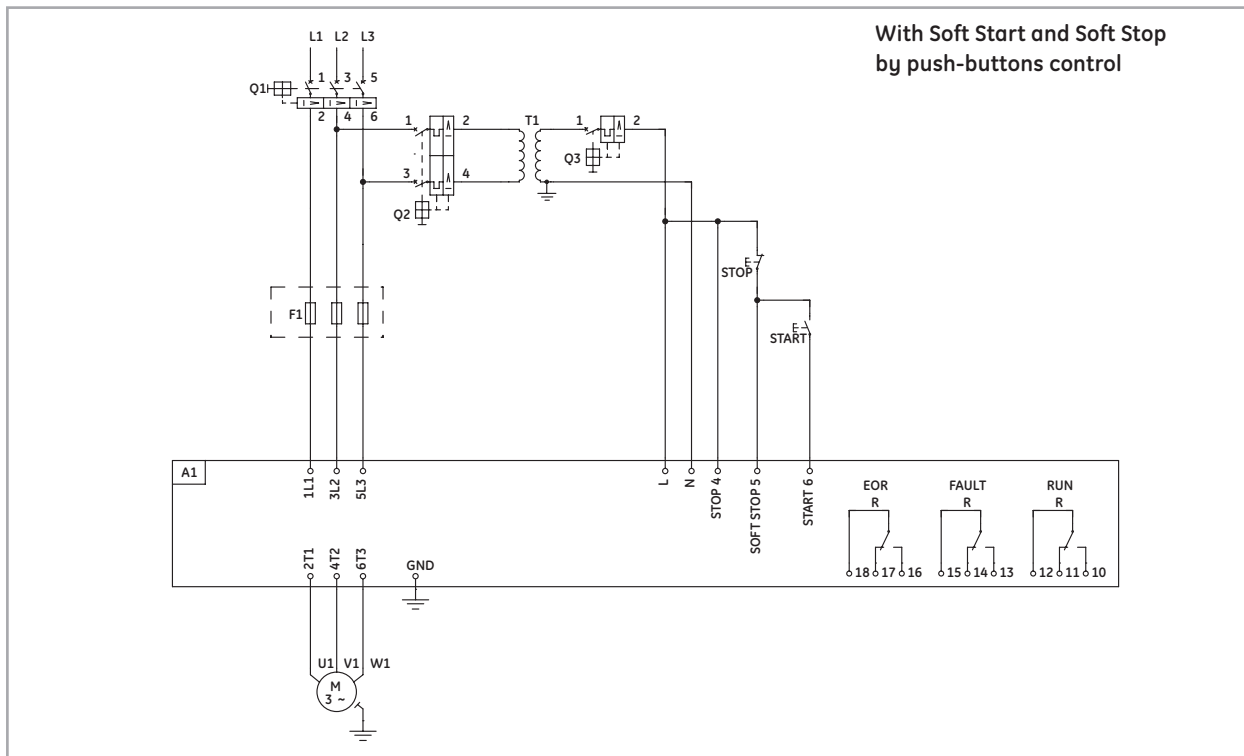 With Soft Start and Soft Stop
by push-buttons control
L1 L2 L3
Q1 1 3 5
2 4 6
1 2 T1 1 2
Q3
3 4
Q2
STOP
F1
START
A1
1L1 3L2 5L3 L N STOP 4 SOFT STOP 5 START 6
EOR FAULT RUN
R R R
2T1 4T2 6T3 GND
18 17 16 15 14 13 12 11 10
U1 V1 W1
M
3 ~